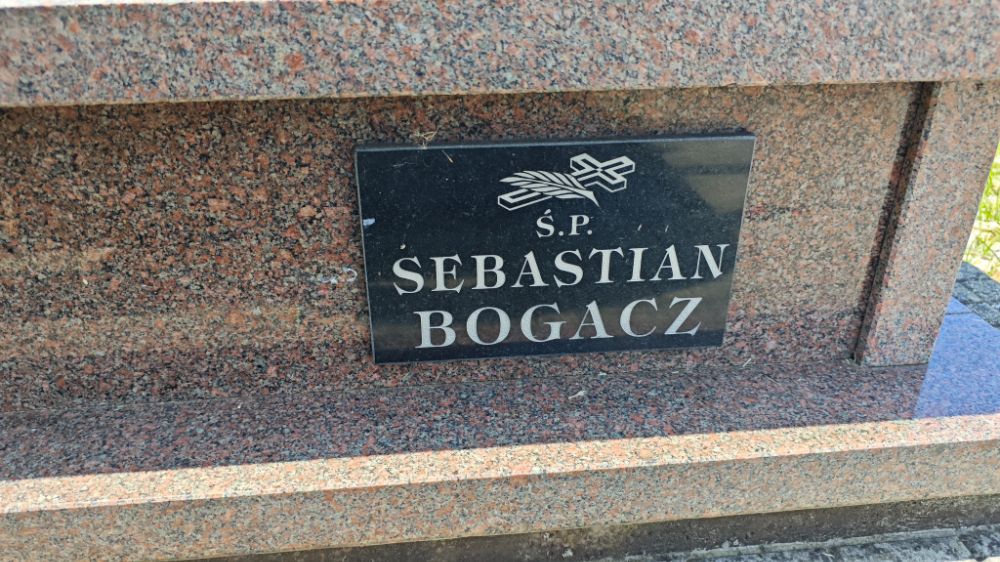 Ś.P.
SEBASTIAN
BOGACZ